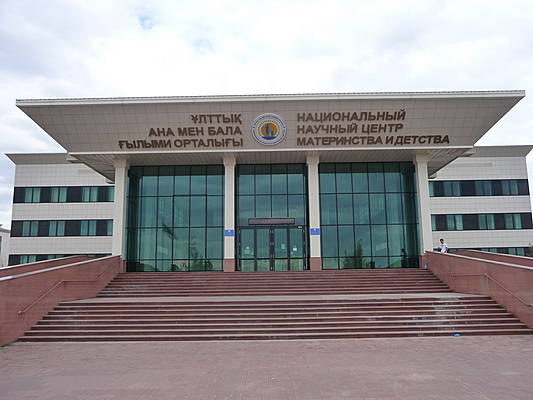 ҰЛТТЫҚ
АНА МЕН БАЛА
ҒЫЛЫМИ ОРТАЛЫҒЫ
НАЦИОНАЛЬНЫЙ
НАУЧНЫЙ ЦЕНТР
МАТЕРИНСТВА И ДЕТСТВА